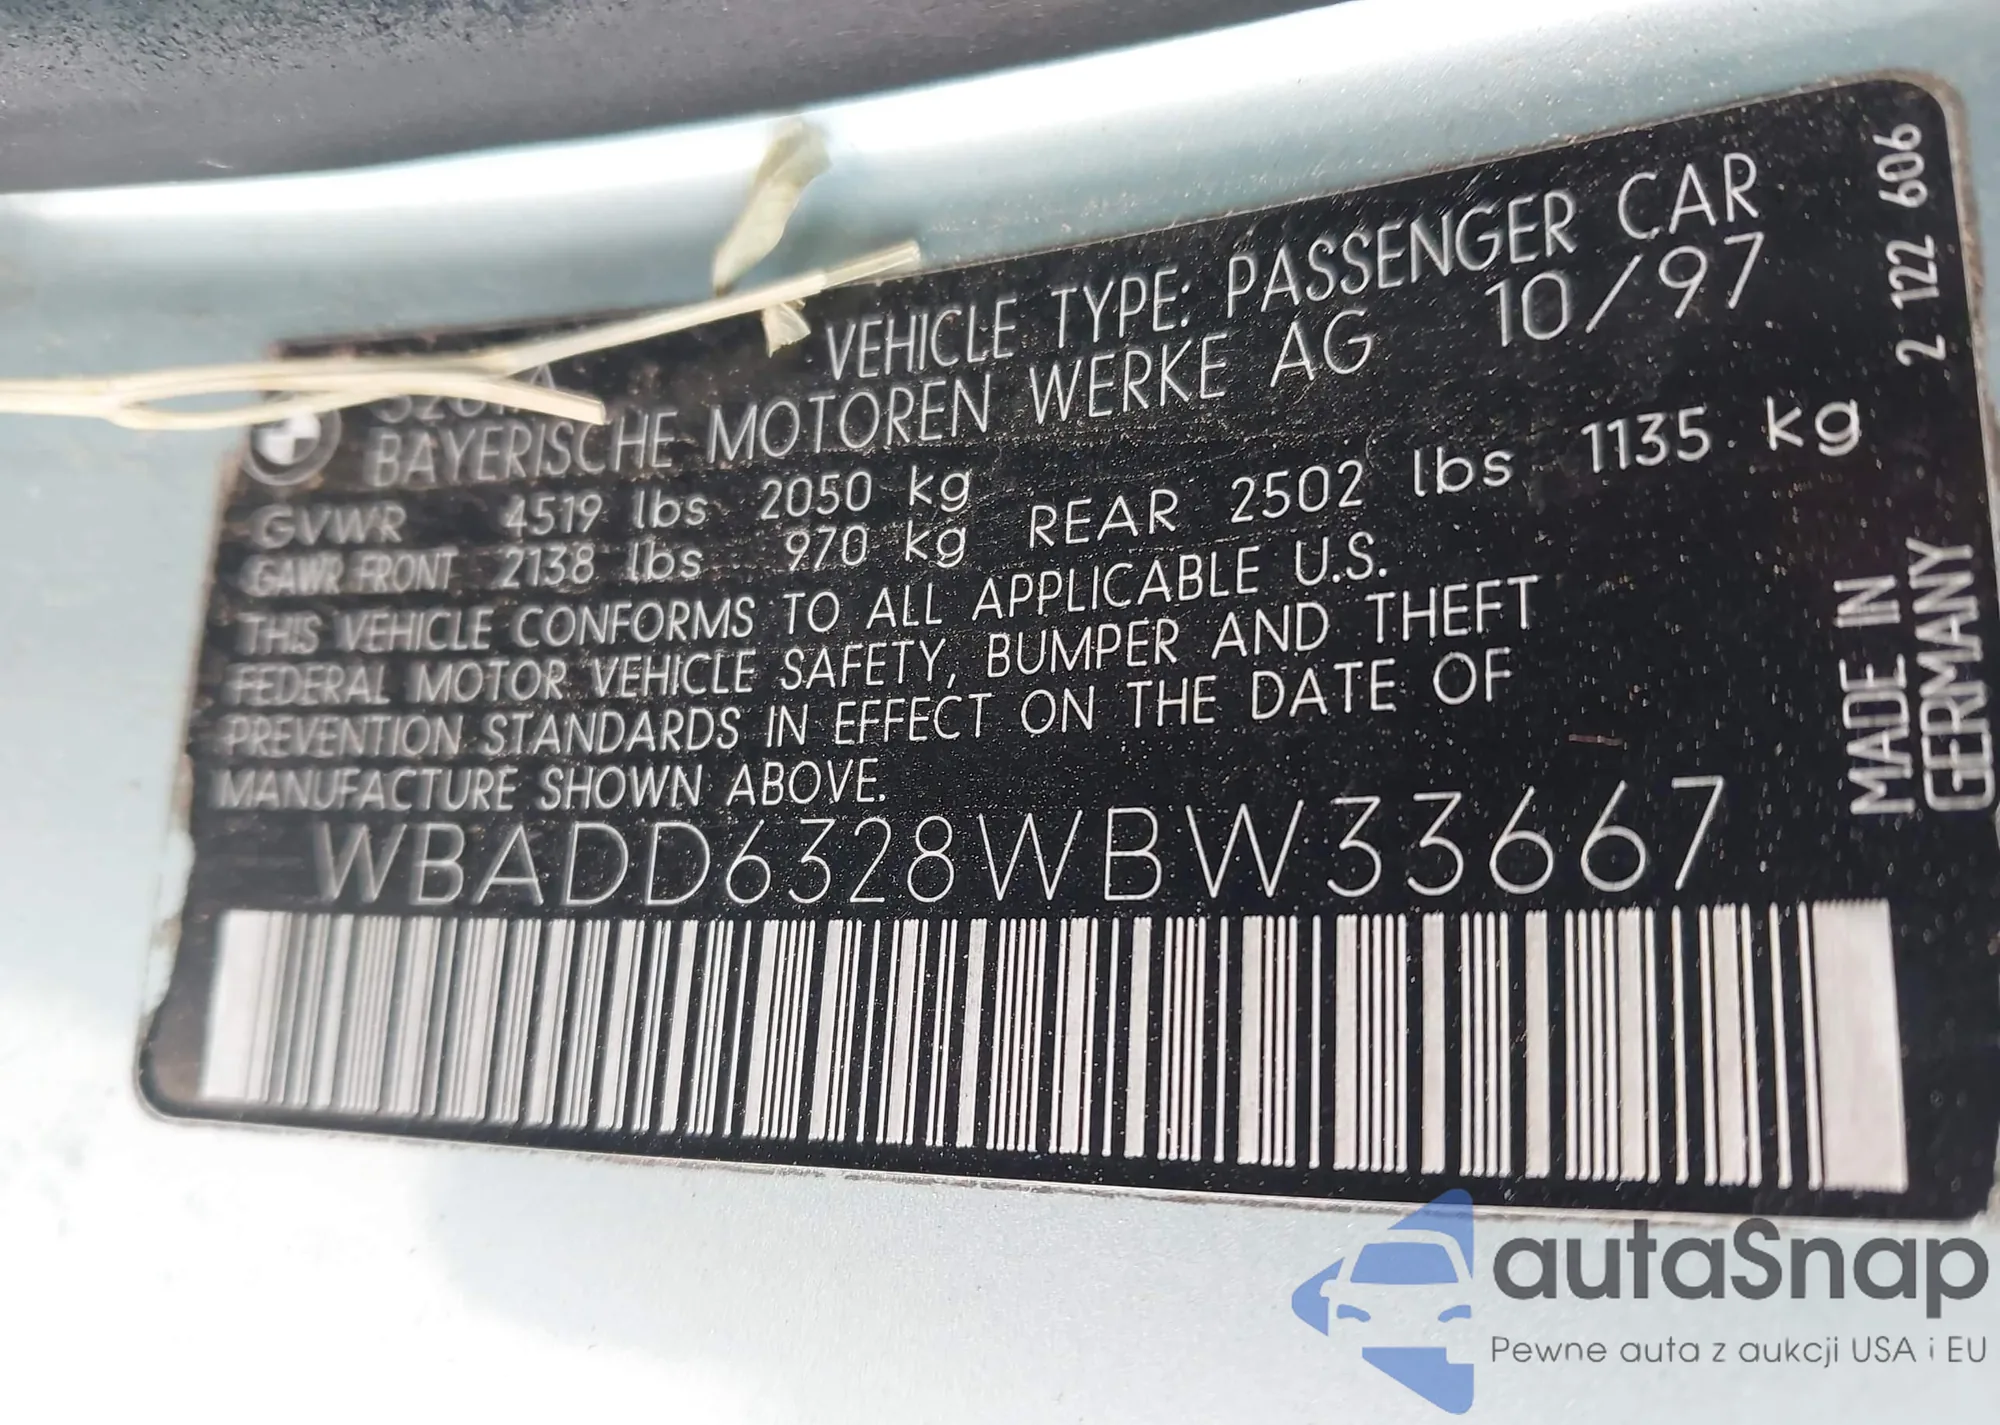 VEHICLE TYPE: PASSENGER CAR
BAYERISCHE MOTOREN WERKE AG 10/97
GVWR 4519 lbs 2050 kg
GAWR FRONT 2138 lbs 970 kg REAR 2502 lbs 1135 kg
THIS VEHICLE CONFORMS TO ALL APPLICABLE U.S.
FEDERAL MOTOR VEHICLE SAFETY, BUMPER AND THEFT
PREVENTION STANDARDS IN EFFECT ON THE DATE OF
MANUFACTURE SHOWN ABOVE.
WBADD6328WBW33667
2 122 606
MADE IN
GERMANY
autaSnap
Pewne auta z aukcji USA i EU